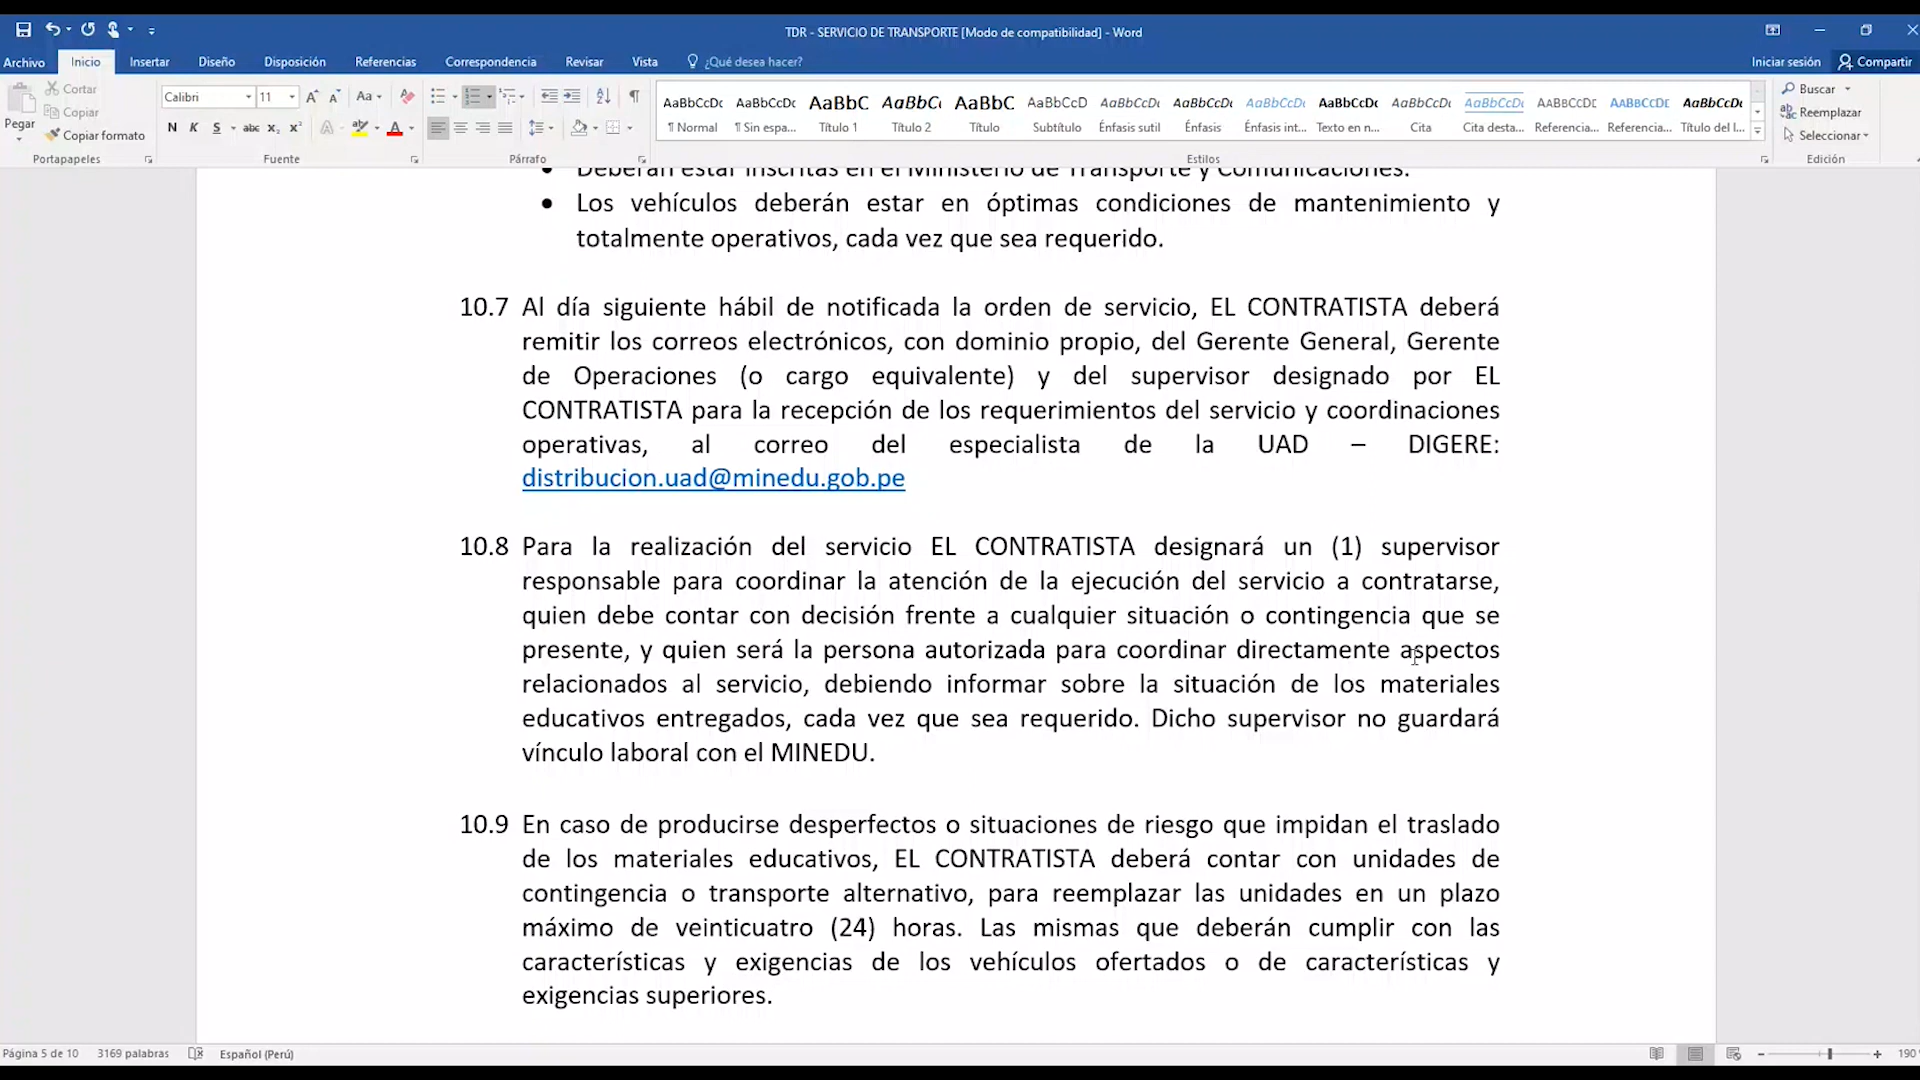 TDR - SERVICIO DE TRANSPORTE [Modo de compatibilidad] - Word
Archivo Inicio Insertar Diseño Disposición Referencias Correspondencia Revisar Vista ¿Qué desea hacer? Iniciar sesión Compartir
Pegar
Cortar
Copiar
Copiar formato
Portapapeles
Calibri 11 Aa
N K S abc x₂ x² A A
Fuente
Párrafo
AaBbCcDc AaBbCcDc AaBbC AaBbC( AaBbC AaBbCcD AaBbCcDc AaBbCcDc AaBbCcDc AaBbCcDc AaBbCcDc AaBbCcDc AABBCCDC AABBCCDC AaBbCcDc
¶ Normal ¶ Sin espa... Título 1 Título 2 Título Subtítulo Énfasis sutil Énfasis Énfasis int... Texto en n... Cita Cita desta... Referencia... Referencia... Título del l...
Estilos
Buscar
Reemplazar
Seleccionar
Edición
• Deberán estar inscritas en el Ministerio de Transporte y Comunicaciones.
• Los vehículos deberán estar en óptimas condiciones de mantenimiento y
totalmente operativos, cada vez que sea requerido.
10.7 Al día siguiente hábil de notificada la orden de servicio, EL CONTRATISTA deberá
remitir los correos electrónicos, con dominio propio, del Gerente General, Gerente
de Operaciones (o cargo equivalente) y del supervisor designado por EL
CONTRATISTA para la recepción de los requerimientos del servicio y coordinaciones
operativas, al correo del especialista de la UAD – DIGERE:
distribucion.uad@minedu.gob.pe
10.8 Para la realización del servicio EL CONTRATISTA designará un (1) supervisor
responsable para coordinar la atención de la ejecución del servicio a contratarse,
quien debe contar con decisión frente a cualquier situación o contingencia que se
presente, y quien será la persona autorizada para coordinar directamente aspectos
relacionados al servicio, debiendo informar sobre la situación de los materiales
educativos entregados, cada vez que sea requerido. Dicho supervisor no guardará
vínculo laboral con el MINEDU.
10.9 En caso de producirse desperfectos o situaciones de riesgo que impidan el traslado
de los materiales educativos, EL CONTRATISTA deberá contar con unidades de
contingencia o transporte alternativo, para reemplazar las unidades en un plazo
máximo de veinticuatro (24) horas. Las mismas que deberán cumplir con las
características y exigencias de los vehículos ofertados o de características y
exigencias superiores.
Página 5 de 10 3169 palabras Español (Perú) 190